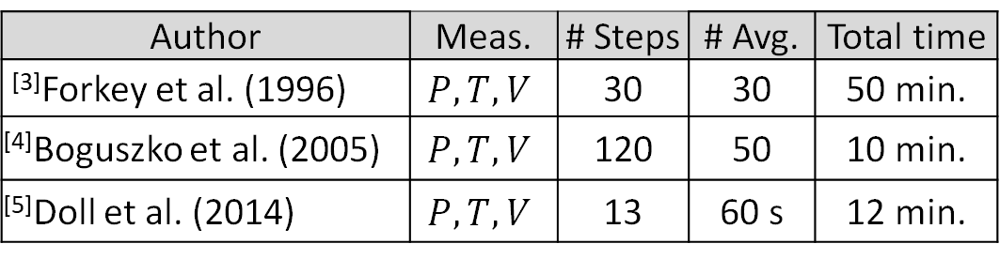 Author Meas. # Steps # Avg. Total time
[3]Forkey et al. (1996) P, T, V 30 30 50 min.
[4]Boguszko et al. (2005) P, T, V 120 50 10 min.
[5]Doll et al. (2014) P, T, V 13 60 s 12 min.